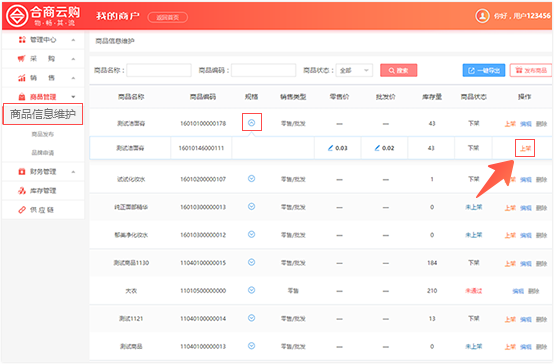 合商云购
聚·畅·其·流
我的商户
返回首页
你好，用户123456
管理中心
采 购
销 售
商品管理
商品信息维护
商品发布
品牌申请
财务管理
库存管理
供 应 链
商品信息维护
商品名称：
商品编码：
商品状态： 全部
搜索
一键导出
发布商品
商品名称 商品编码 规格 销售类型 零售价 批发价 库存量 商品状态 操作
测试洁面膏 16010100000178 零售/批发 — — 43 下架 上架 编辑 删除
测试洁面膏 16010146000111 0.03 0.02 43 下架 上架
试试化妆水 16010200000107 零售/批发 — — 1 下架 上架 编辑 删除
纯正面部精华 16010300000013 零售/批发 — — 0 未上架 上架 编辑 删除
郁美净化妆水 16010300000012 零售/批发 — — 0 未上架 上架 编辑 删除
测试商品1130 11040100000015 零售/批发 — — 184 下架 上架 编辑 删除
大衣 11010500000000 零售 — — 210 未通过 编辑 删除
测试1121 11040100000014 零售/批发 — — 13 下架 上架 编辑 删除
测试商品 11040100000013 零售/批发 — — 0 未上架 上架 编辑 删除